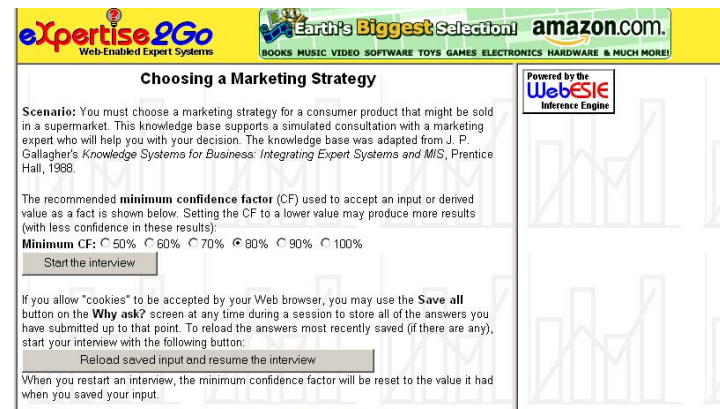 eXpertise2Go
Web-Enabled Expert Systems
Earth's Biggest Selection! amazon.com.
BOOKS MUSIC VIDEO SOFTWARE TOYS GAMES ELECTRONICS HARDWARE & MUCH MORE!
Choosing a Marketing Strategy
Scenario: You must choose a marketing strategy for a consumer product that might be sold
in a supermarket. This knowledge base supports a simulated consultation with a marketing
expert who will help you with your decision. The knowledge base was adapted from J. P.
Gallagher's Knowledge Systems for Business: Integrating Expert Systems and MIS, Prentice
Hall, 1988.
The recommended minimum confidence factor (CF) used to accept an input or derived
value as a fact is shown below. Setting the CF to a lower value may produce more results
(with less confidence in these results):
Minimum CF: 50% 60% 70% 80% 90% 100%
Start the interview
If you allow "cookies" to be accepted by your Web browser, you may use the Save all
button on the Why ask? screen at any time during a session to store all of the answers you
have submitted up to that point. To reload the answers most recently saved (if there are any),
start your interview with the following button:
Reload saved input and resume the interview
When you restart an interview, the minimum confidence factor will be reset to the value it had
when you saved your input.
Powered by the
WebESIE
Inference Engine